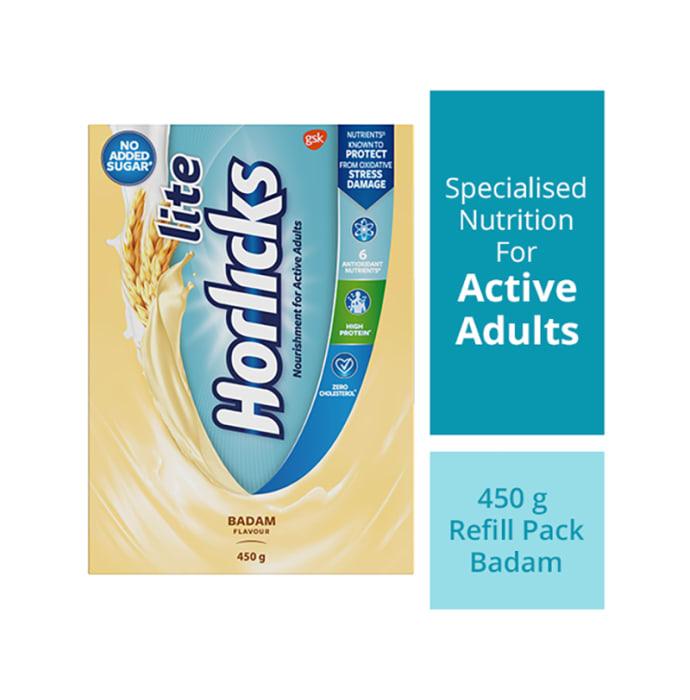 NO
ADDED
SUGAR#
lite
Horlicks
Nourishment for Active Adults
gsk
NUTRIENTS^
KNOWN TO
PROTECT
FROM OXIDATIVE
STRESS
DAMAGE
6
ANTIOXIDANT
NUTRIENTS^
HIGH
PROTEIN*
ZERO
CHOLESTEROL*
BADAM
FLAVOUR
450 g
Specialised
Nutrition
For
Active
Adults
450 g
Refill Pack
Badam